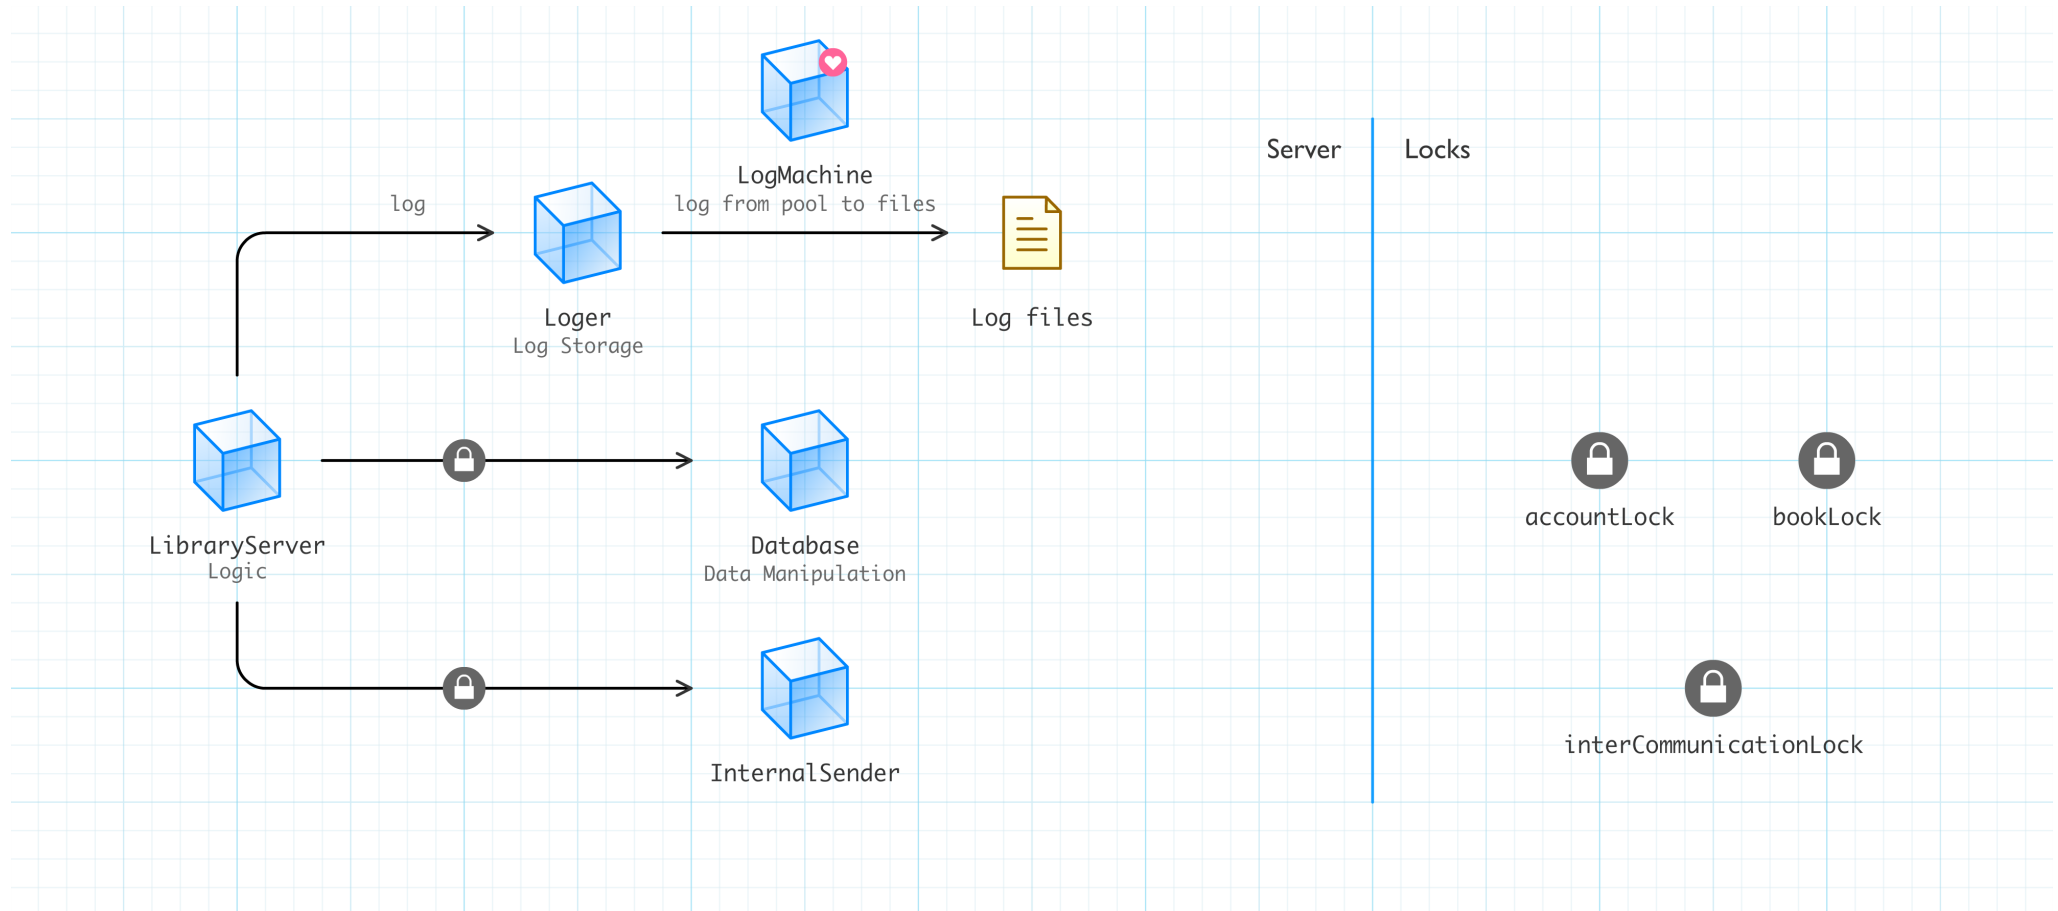 LogMachine
log from pool to files
log
Loger
Log Storage
Log files
Server
Locks
LibraryServer
Logic
Database
Data Manipulation
InternalSender
accountLock
bookLock
interCommunicationLock